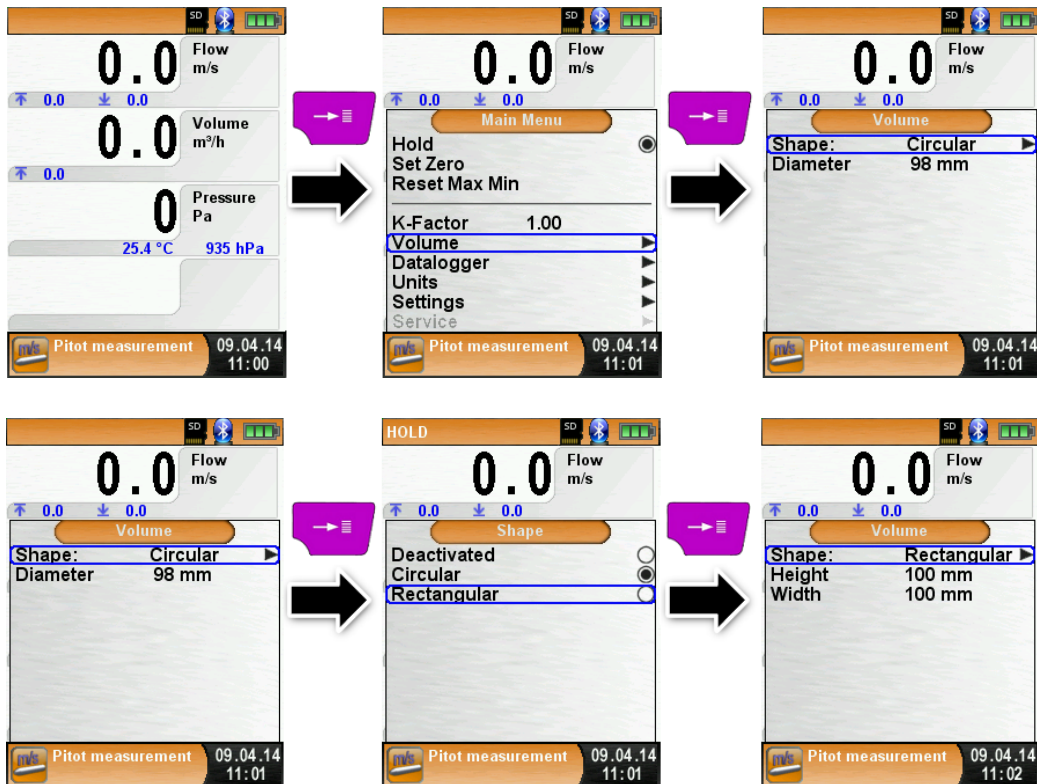 SD
0.0 Flow m/s
0.0 0.0
0.0 Volume m³/h
0.0
0 Pressure Pa
25.4 °C 935 hPa
m/s Pitot measurement 09.04.14
11:00
SD
0.0 Flow m/s
0.0 0.0
Main Menu
Hold
Set Zero
Reset Max Min
K-Factor 1.00
Volume
Datalogger
Units
Settings
Service
m/s Pitot measurement 09.04.14
11:01
SD
0.0 Flow m/s
0.0 0.0
Volume
Shape: Circular
Diameter 98 mm
m/s Pitot measurement 09.04.14
11:01
SD
0.0 Flow m/s
0.0 0.0
Volume
Shape: Circular
Diameter 98 mm
m/s Pitot measurement 09.04.14
11:01
HOLD SD
0.0 Flow m/s
0.0 0.0
Shape
Deactivated
Circular
Rectangular
m/s Pitot measurement 09.04.14
11:01
SD
0.0 Flow m/s
0.0 0.0
Volume
Shape: Rectangular
Height 100 mm
Width 100 mm
m/s Pitot measurement 09.04.14
11:02